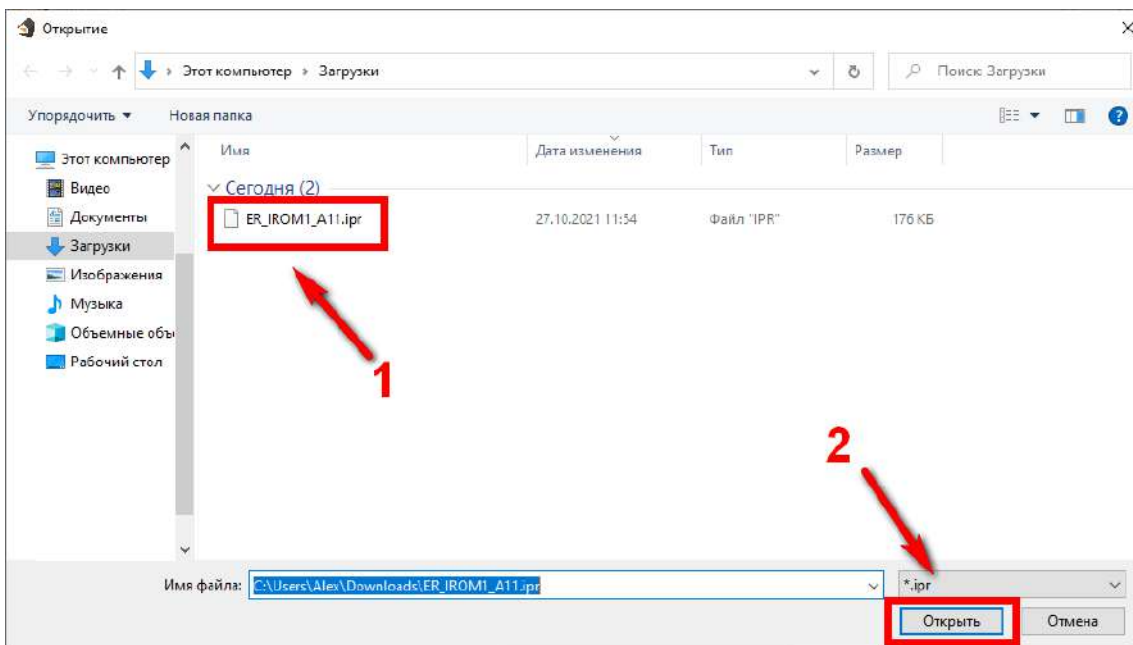 Открытие
Этот компьютер › Загрузки
Поиск: Загрузки
Упорядочить
Новая папка
Имя
Дата изменения
Тип
Размер
Этот компьютер
Видео
Документы
Загрузки
Изображения
Музыка
Объемные объ
Рабочий стол
Сегодня (2)
ER_IROM1_A11.ipr
27.10.2021 11:54
Файл "IPR"
176 КБ
1
2
Имя файла:
C:\Users\Alex\Downloads\ER_IROM1_A11.ipr
*.ipr
Открыть
Отмена